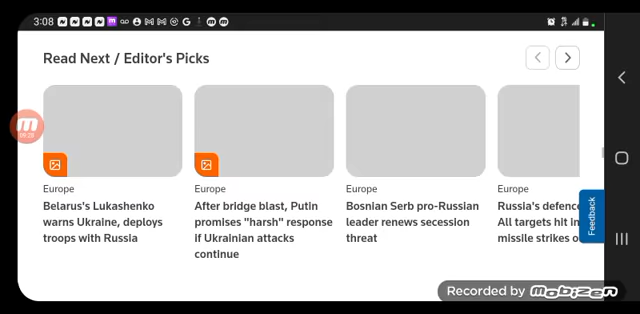 3:08
Read Next / Editor's Picks
Europe
Belarus's Lukashenko
warns Ukraine, deploys
troops with Russia
Europe
After bridge blast, Putin
promises "harsh" response
if Ukrainian attacks
continue
Europe
Bosnian Serb pro-Russian
leader renews secession
threat
Europe
Russia's defence
All targets hit in
missile strikes o
Feedback
Recorded by MOBIZEN